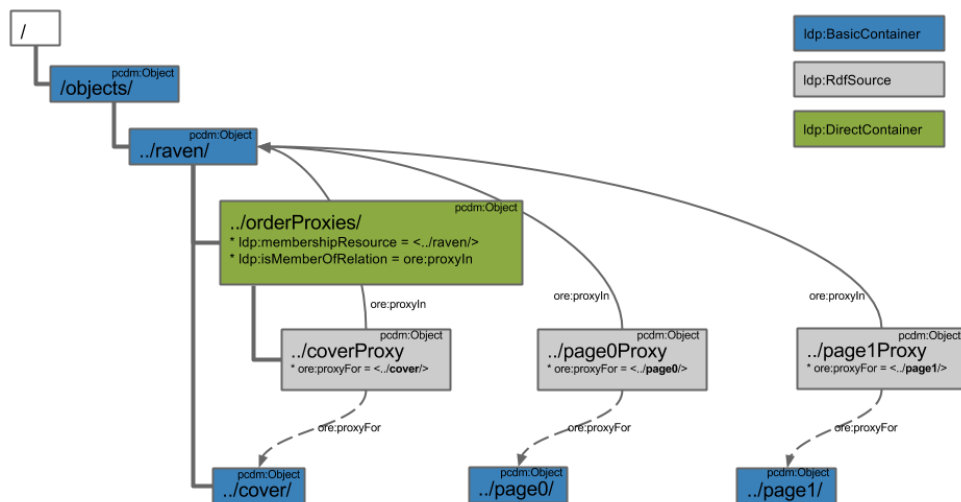 /
ldp:BasicContainer
pcdm:Object
/objects/
ldp:RdfSource
pcdm:Object
../raven/
ldp:DirectContainer
pcdm:Object
../orderProxies/
* ldp:membershipResource = <../raven/>
* ldp:isMemberOfRelation = ore:proxyIn
ore:proxyIn
ore:proxyIn
ore:proxyIn
pcdm:Object
../coverProxy
* ore:proxyFor = <../cover/>
pcdm:Object
../page0Proxy
* ore:proxyFor = <../page0/>
pcdm:Object
../page1Proxy
* ore:proxyFor = <../page1/>
ore:proxyFor
ore:proxyFor
ore:proxyFor
pcdm:Object
../cover/
pcdm:Object
../page0/
pcdm:Object
../page1/